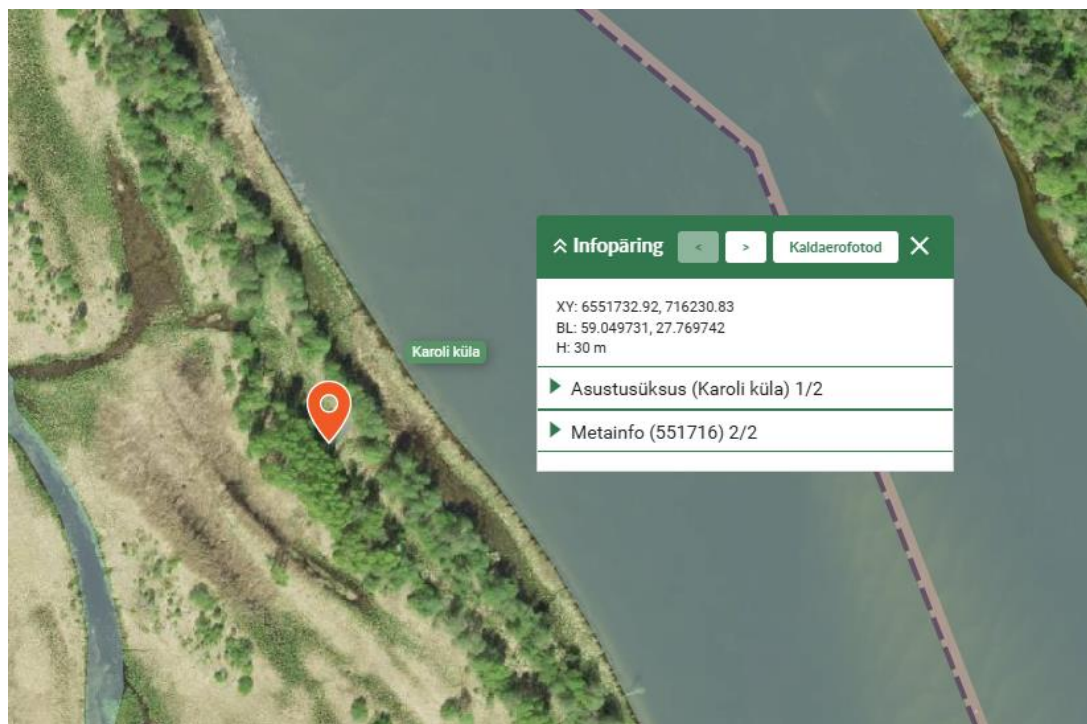 Infopäring < > Kaldaerofotod
XY: 6551732.92, 716230.83
BL: 59.049731, 27.769742
H: 30 m
Karoli küla
Asustusüksus (Karoli küla) 1/2
Metainfo (551716) 2/2